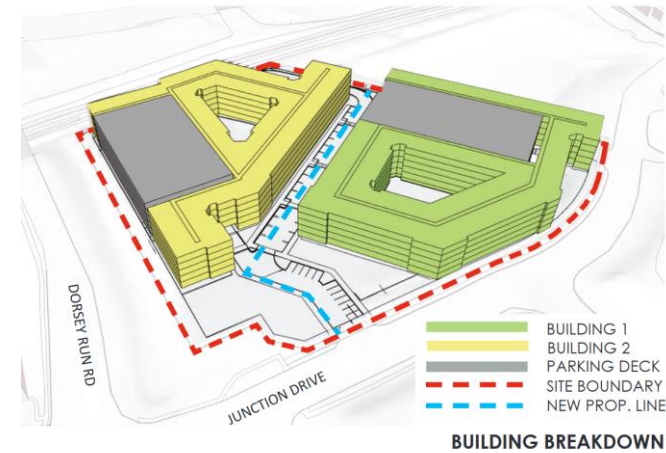 DORSEY RUN RD
JUNCTION DRIVE
BUILDING 1
BUILDING 2
PARKING DECK
SITE BOUNDARY
NEW PROP. LINE
BUILDING BREAKDOWN